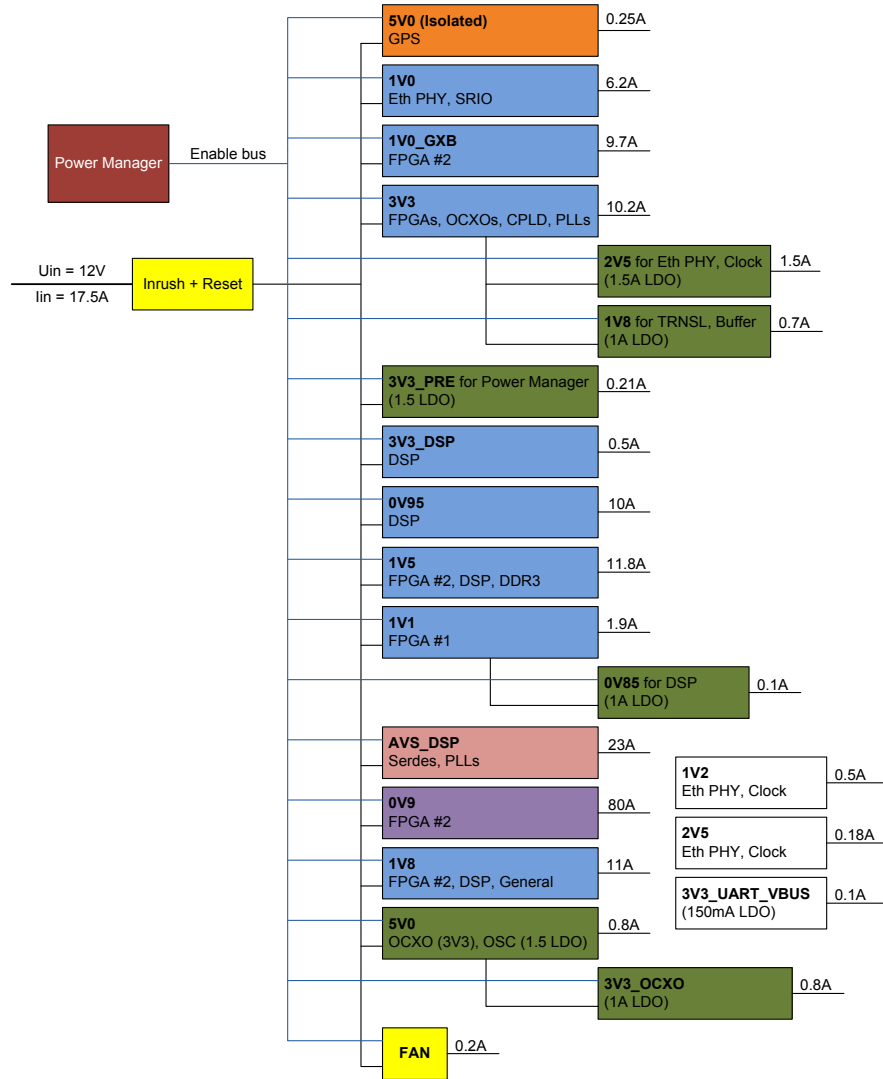 5V0 (Isolated)
GPS
0.25A
1V0
Eth PHY, SRIO
6.2A
Power Manager
Enable bus
1V0_GXB
FPGA #2
9.7A
3V3
FPGAs, OCXOs, CPLD, PLLs
10.2A
Uin = 12V
Iin = 17.5A
Inrush + Reset
2V5 for Eth PHY, Clock
(1.5A LDO)
1.5A
1V8 for TRNSL, Buffer
(1A LDO)
0.7A
3V3_PRE for Power Manager
(1.5 LDO)
0.21A
3V3_DSP
DSP
0.5A
0V95
DSP
10A
1V5
FPGA #2, DSP, DDR3
11.8A
1V1
FPGA #1
1.9A
0V85 for DSP
(1A LDO)
0.1A
AVS_DSP
Serdes, PLLs
23A
1V2
Eth PHY, Clock
0.5A
0V9
FPGA #2
80A
2V5
Eth PHY, Clock
0.18A
1V8
FPGA #2, DSP, General
11A
3V3_UART_VBUS
(150mA LDO)
0.1A
5V0
OCXO (3V3), OSC (1.5 LDO)
0.8A
3V3_OCXO
(1A LDO)
0.8A
FAN
0.2A